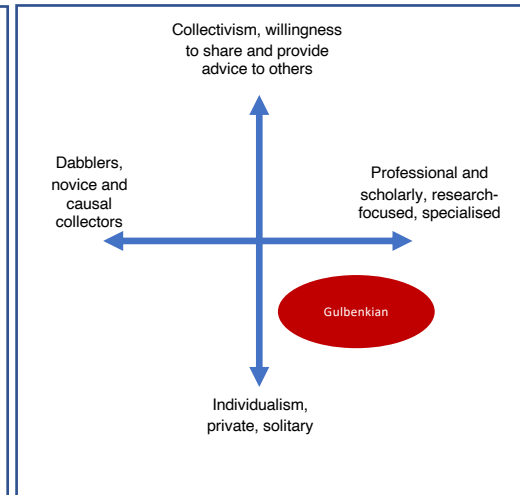 Collectivism, willingness
to share and provide
advice to others
Dabblers,
novice and
causal
collectors
Professional and
scholarly, research-
focused, specialised
Gulbenkian
Individualism,
private, solitary